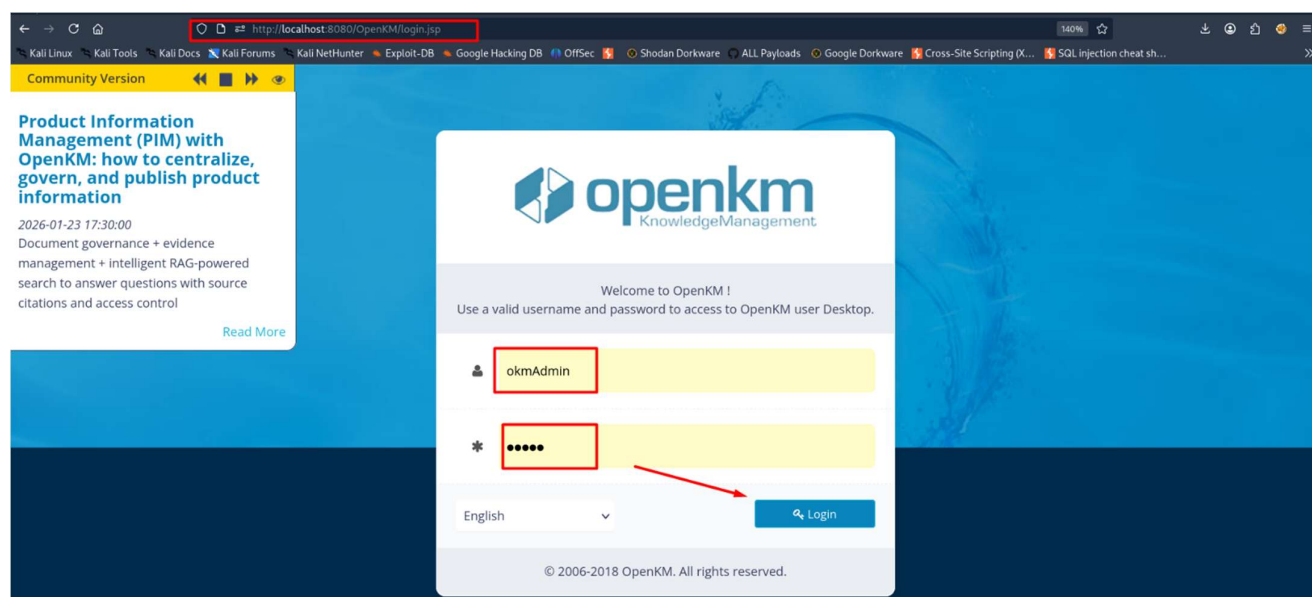 http://localhost:8080/OpenKM/login.jsp
140%
Kali Linux
Kali Tools
Kali Docs
Kali Forums
Kali NetHunter
Exploit-DB
Google Hacking DB
OffSec
Shodan Dorkware
ALL Payloads
Google Dorkware
Cross-Site Scripting (X...
SQL injection cheat sh...
Community Version
Product Information
Management (PIM) with
OpenKM: how to centralize,
govern, and publish product
information
2026-01-23 17:30:00
Document governance + evidence
management + intelligent RAG-powered
search to answer questions with source
citations and access control
Read More
openkm
KnowledgeManagement
Welcome to OpenKM !
Use a valid username and password to access to OpenKM user Desktop.
okmAdmin
●●●●●
English
Login
© 2006-2018 OpenKM. All rights reserved.